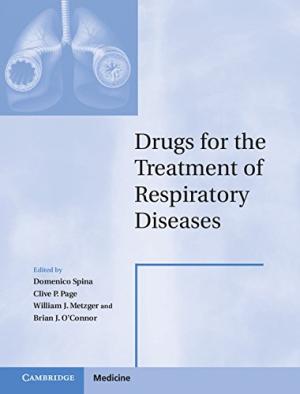 Drugs for the
Treatment of
Respiratory
Diseases
Edited by
Domenico Spina
Clive P. Page
William J. Metzger and
Brian J. O'Connor
CAMBRIDGE Medicine